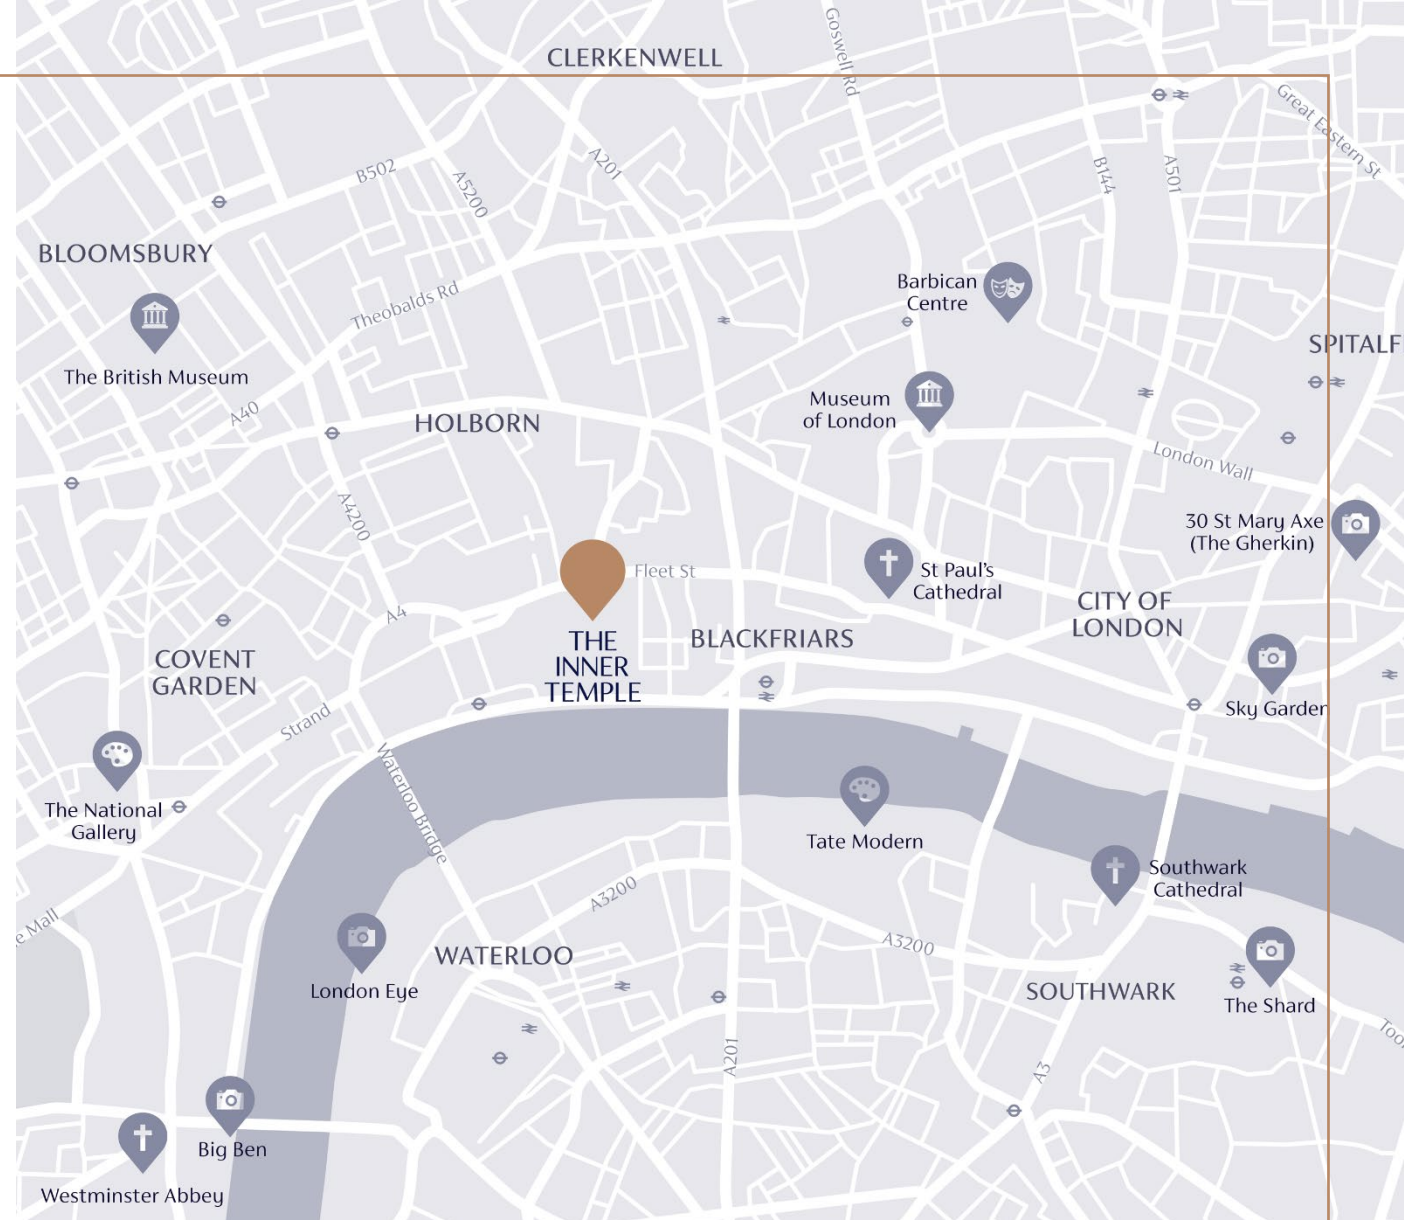 CLERKENWELL
Goswell Rd
Great Eastern St
B502
A5200
A201
B144
A501
BLOOMSBURY
Barbican
Centre
Theobalds Rd
The British Museum
SPITALF
A40
HOLBORN
Museum
of London
London Wall
A4200
30 St Mary Axe
(The Gherkin)
Fleet St
St Paul's
Cathedral
A4
CITY OF
LONDON
THE
INNER
TEMPLE
BLACKFRIARS
COVENT
GARDEN
Strand
Sky Garden
Waterloo Bridge
The National
Gallery
Tate Modern
Southwark
Cathedral
A3200
e Mall
A3200
WATERLOO
London Eye
SOUTHWARK
The Shard
Too
A201
A3
Big Ben
Westminster Abbey